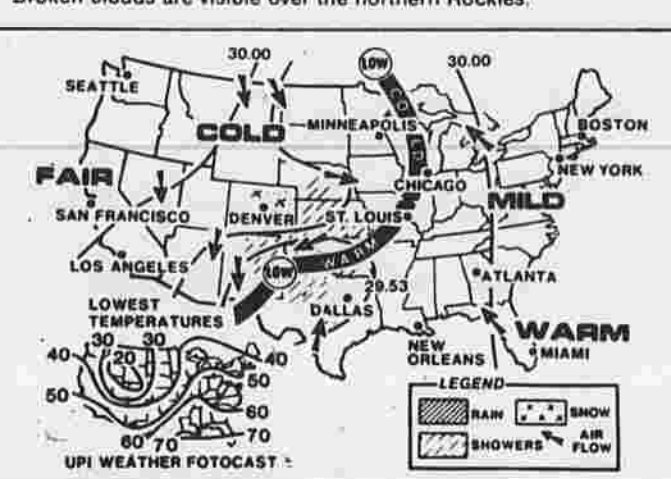 Broken clouds are visible over the northern Rockies.
30.00
LOW
30.00
SEATTLE
COLD
MINNEAPOLIS
BOSTON
NEW YORK
FAIR
CHICAGO
MILD
SAN FRANCISCO
DENVER
ST. LOUIS
LOS ANGELES
LOW
WARM
29.53
ATLANTA
LOWEST
TEMPERATURES
DALLAS
WARM
NEW
ORLEANS
MIAMI
30 30
40 20 40
50 50
60
60 70 70
UPI WEATHER FOTOCAST
LEGEND
RAIN SNOW
SHOWERS AIR
FLOW